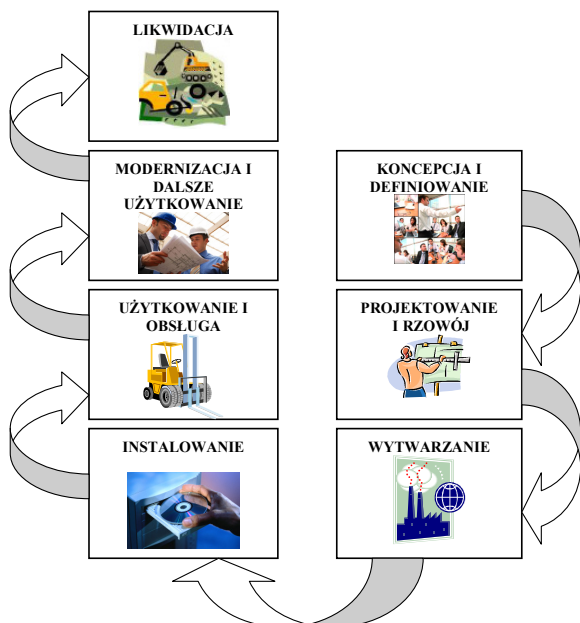 LIKWIDACJA
MODERNIZACJA I
DALSZE
UŻYTKOWANIE
KONCEPCJA I
DEFINIOWANIE
UŻYTKOWANIE I
OBSŁUGA
PROJEKTOWANIE
I RZOWÓJ
INSTALOWANIE
WYTWARZANIE